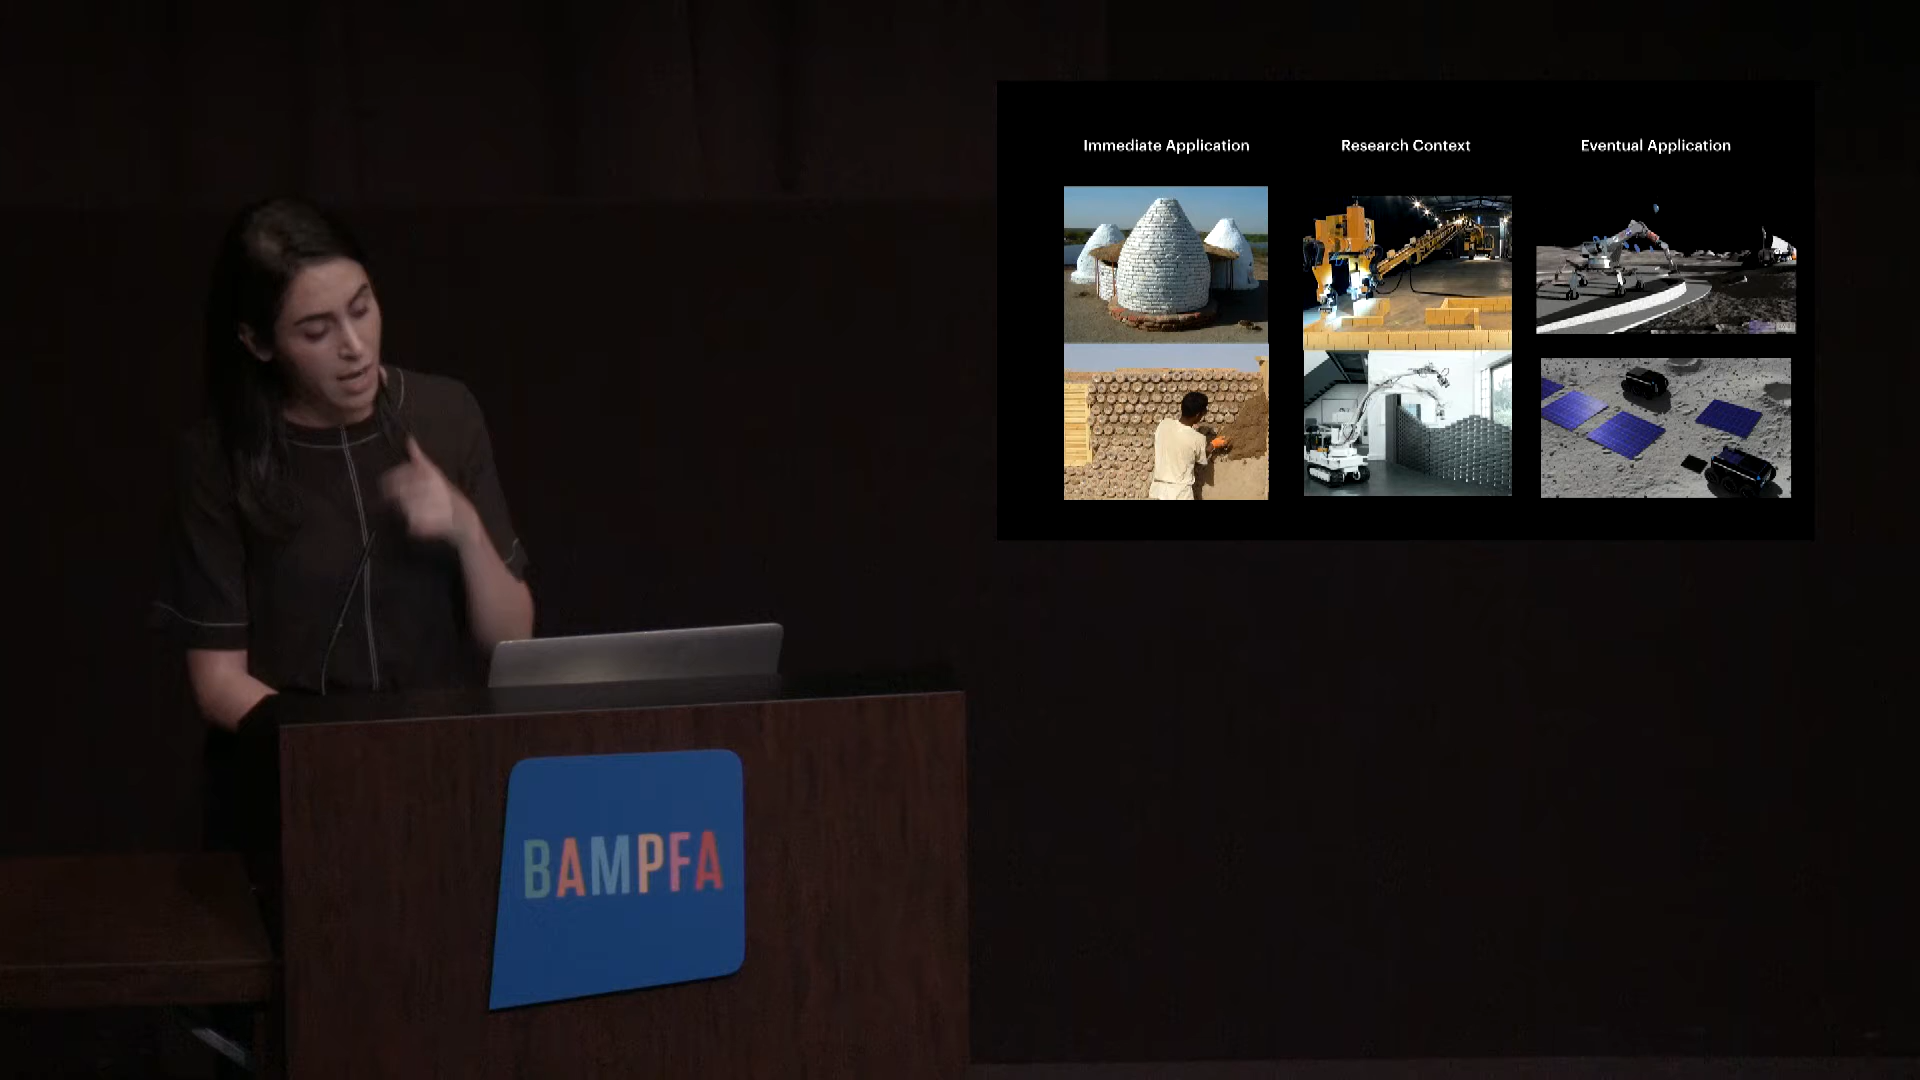 Immediate Application
Research Context
Eventual Application
BAMPFA